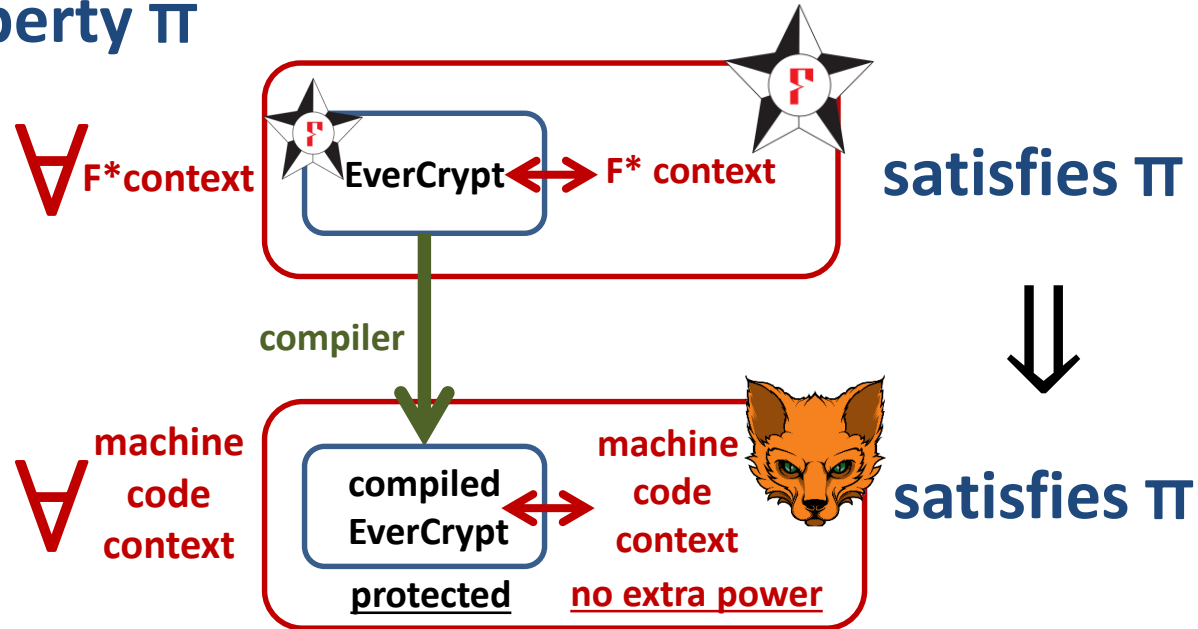 perty π
∀ F*context
EverCrypt
F* context
satisfies π
compiler
⇓
∀ machine
code
context
compiled
EverCrypt
machine
code
context
satisfies π
protected
no extra power